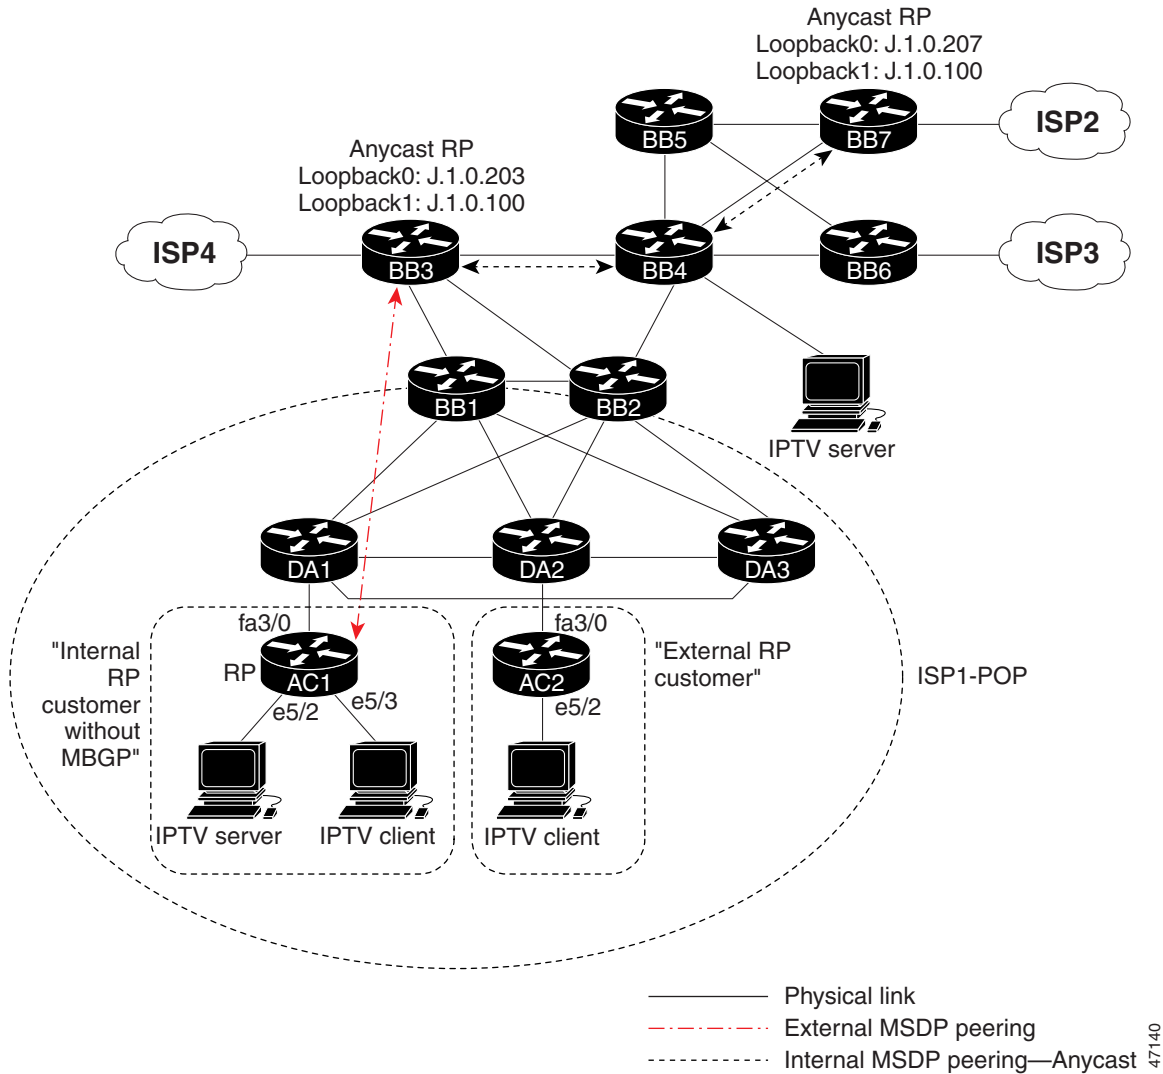 Anycast RP
Loopback0: J.1.0.207
Loopback1: J.1.0.100
ISP2
BB5
BB7
Anycast RP
Loopback0: J.1.0.203
Loopback1: J.1.0.100
ISP4
BB3
BB4
BB6
ISP3
BB1
BB2
IPTV server
DA1
DA2
DA3
fa3/0
fa3/0
"Internal
RP
customer
without
MBGP"
RP
AC1
e5/2
e5/3
AC2
e5/2
"External RP
customer"
ISP1-POP
IPTV server
IPTV client
IPTV client
Physical link
External MSDP peering
Internal MSDP peering—Anycast
47140